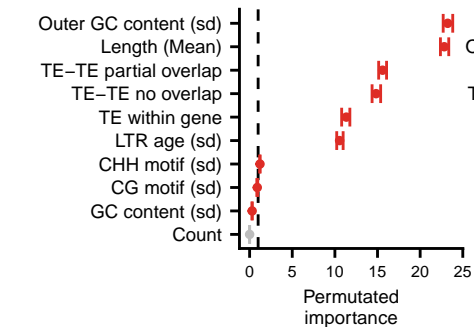 Outer GC content (sd)
Length (Mean)
TE−TE partial overlap
TE−TE no overlap
TE within gene
LTR age (sd)
CHH motif (sd)
CG motif (sd)
GC content (sd)
Count
0 5 10 15 20 25
Permutated
importance